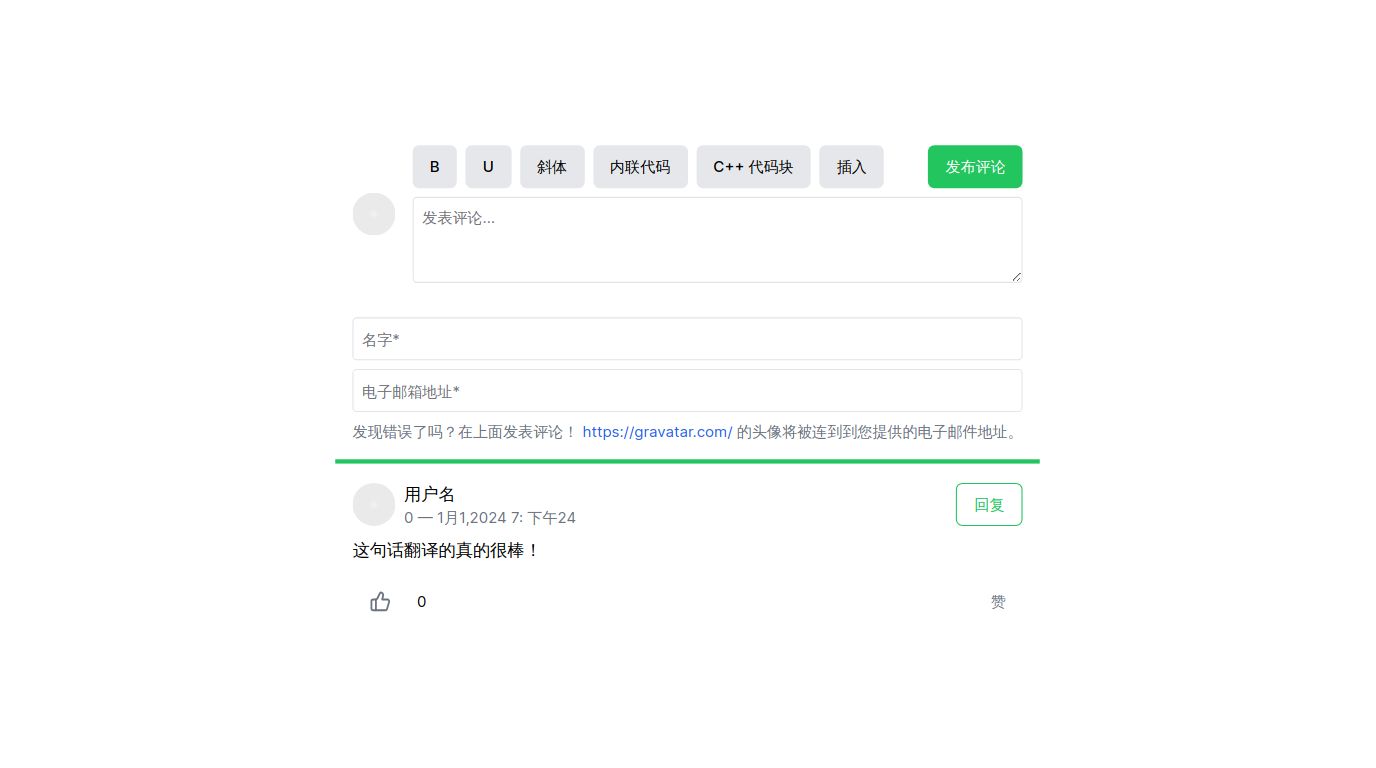 B U 斜体 内联代码 C++ 代码块 插入 发布评论
发表评论...
名字*
电子邮箱地址*
发现错误了吗？在上面发表评论！ https://gravatar.com/ 的头像将被连到到您提供的电子邮件地址。
用户名 回复
0 — 1月1,2024 7: 下午24
这句话翻译的真的很棒！
0 赞